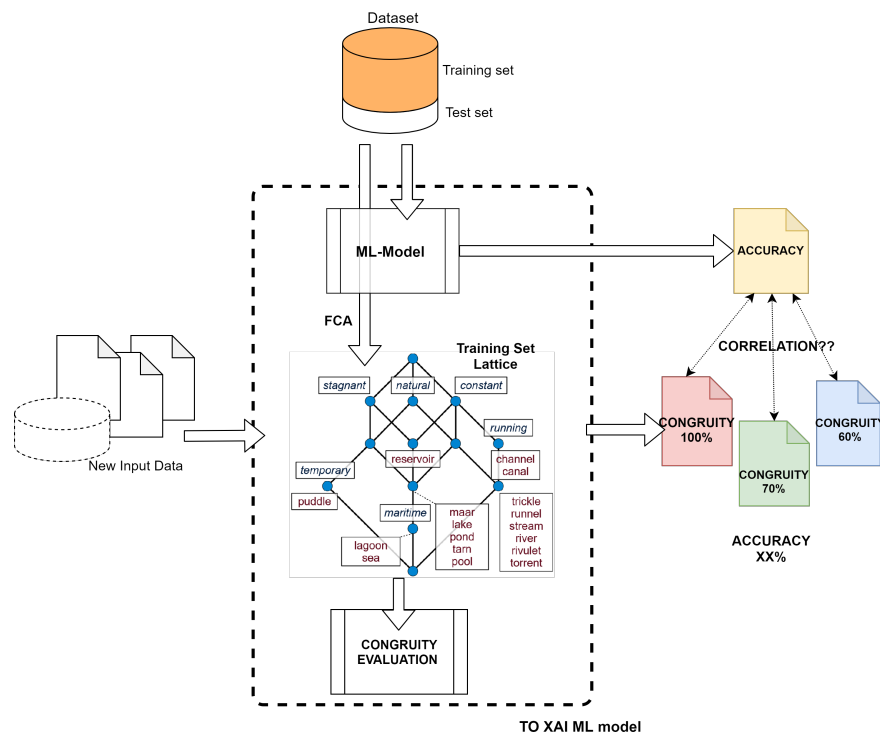 Dataset
Training set
Test set
ML-Model
ACCURACY
FCA
CORRELATION??
Training Set
Lattice
stagnant
natural
constant
running
CONGRUITY
100%
CONGRUITY
60%
New Input Data
temporary
reservoir
channel
canal
CONGRUITY
70%
puddle
maritime
maar
lake
pond
tarn
pool
trickle
runnel
stream
river
rivulet
torrent
lagoon
sea
ACCURACY
XX%
CONGRUITY
EVALUATION
TO XAI ML model